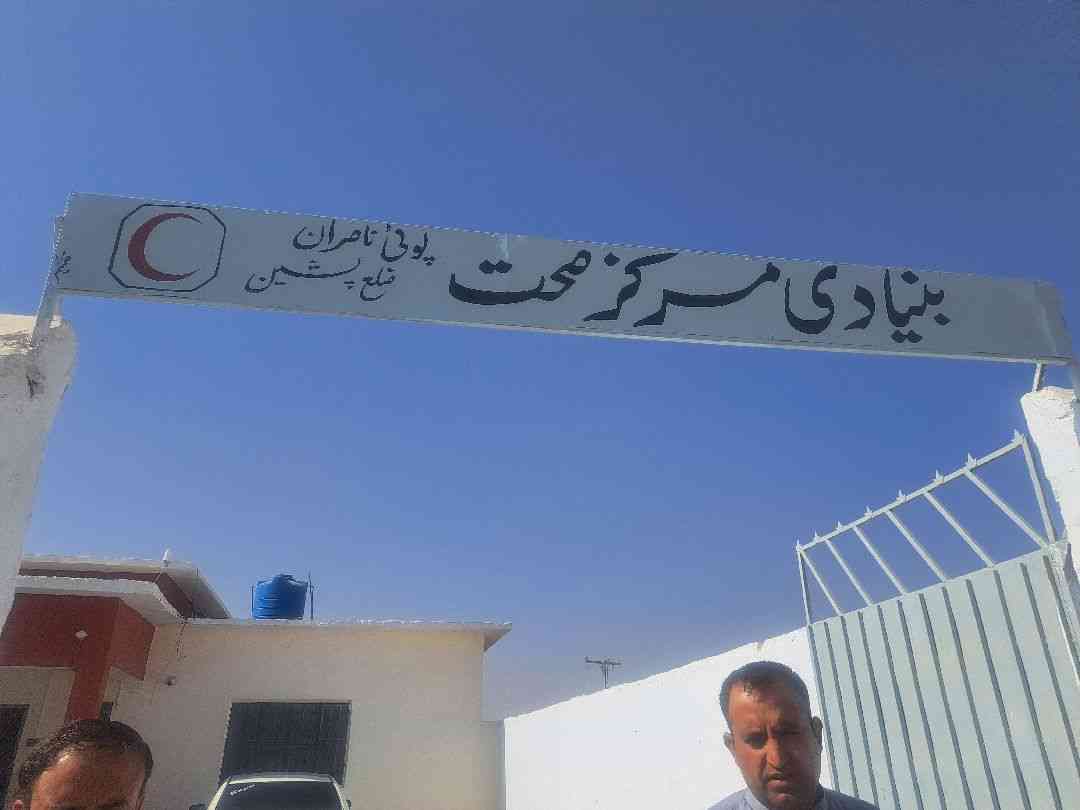 بنیادی مرکز صحت
پوٹی ناصران
ضلع پشین